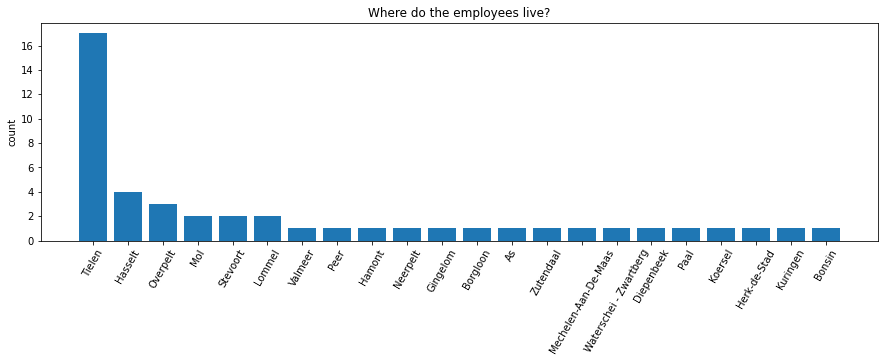 Where do the employees live?
count
16
14
12
10
8
6
4
2
0
Tielen
Hasselt
Overpelt
Mol
Stevoort
Lommel
Valmeer
Peer
Hamont
Neerpelt
Gingelom
Borgloon
As
Zutendaal
Mechelen-Aan-De-Maas
Waterschei - Zwartberg
Diepenbeek
Paal
Koersel
Herk-de-Stad
Kuringen
Bonsin